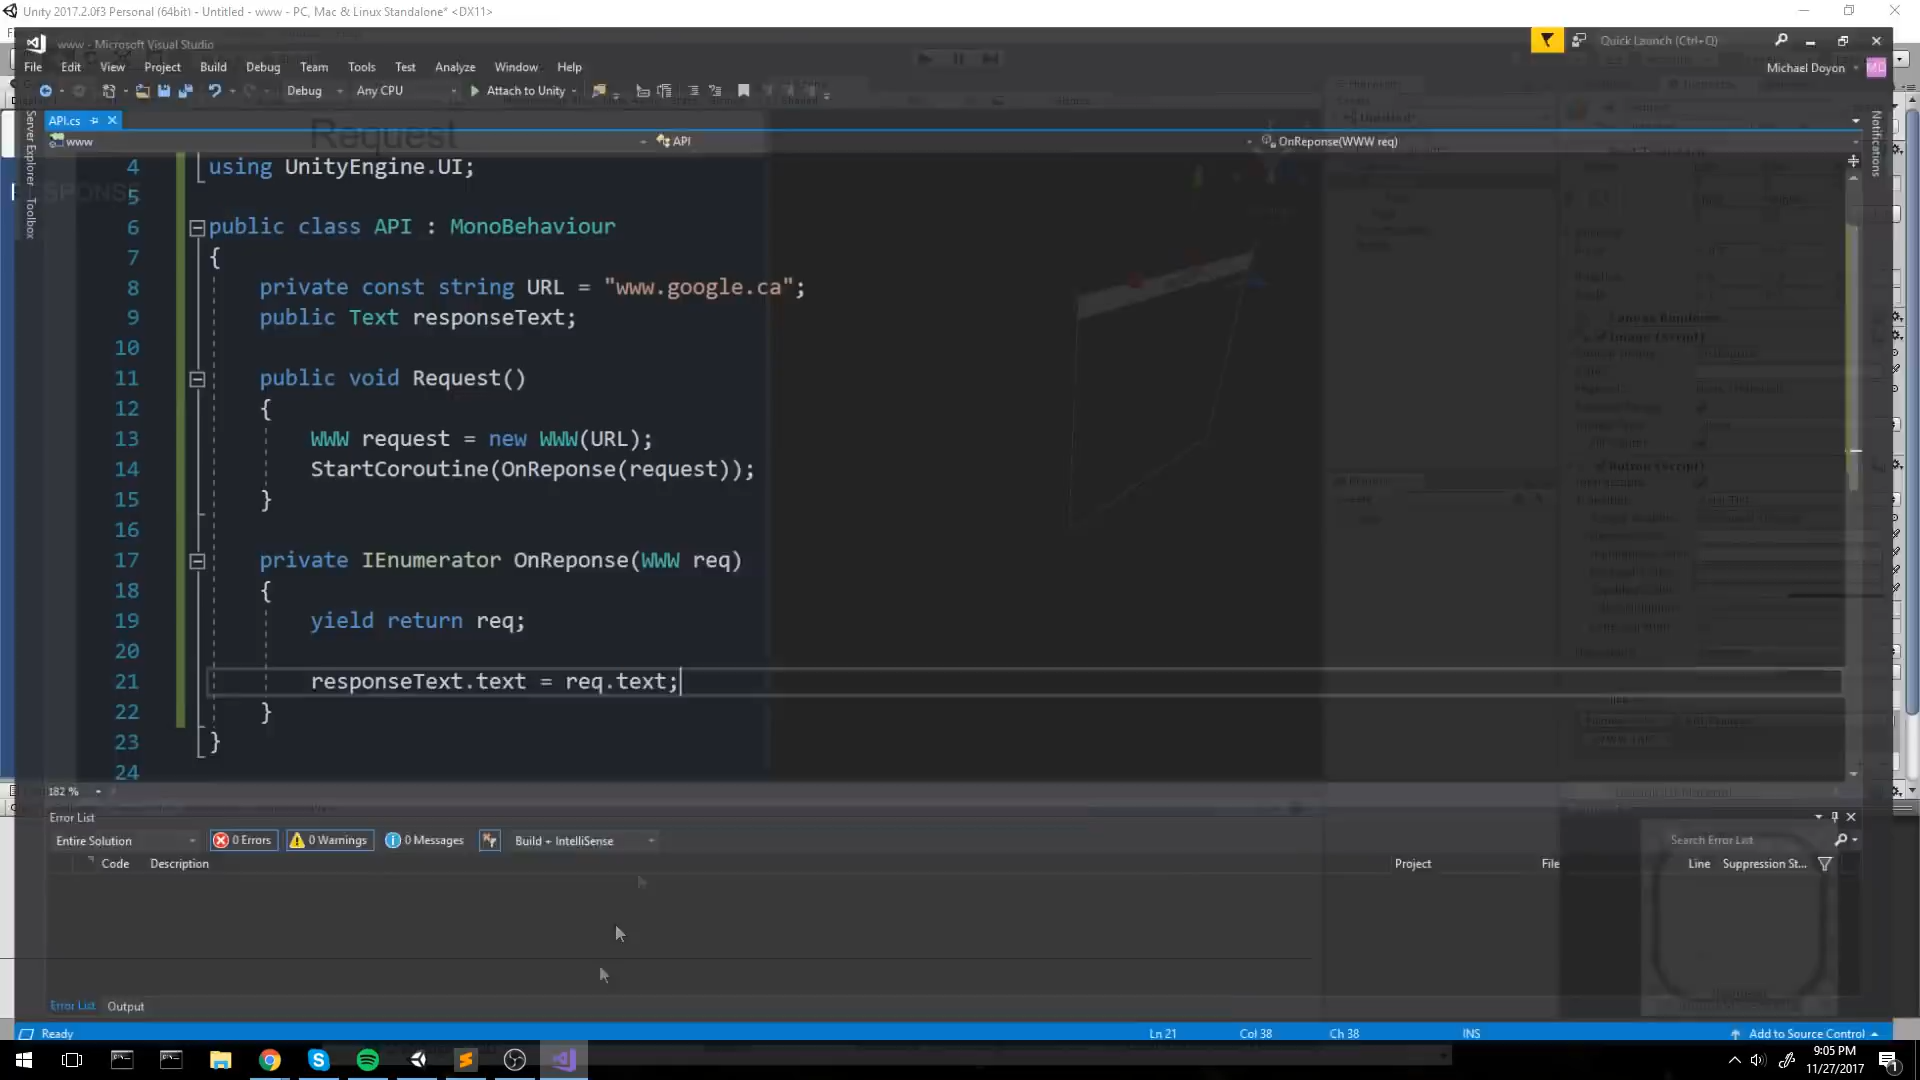 Unity 2017.2.0f3 Personal (64bit) - Untitled - www - PC, Mac & Linux Standalone* <DX11>
www - Microsoft Visual Studio
Quick Launch (Ctrl+Q)
File Edit View Project Build Debug Team Tools Test Analyze Window Help
Michael Doyon MD
Debug Any CPU Attach to Unity
API.cs
Request
www API OnReponse(WWW req)
Server Explorer
Toolbox
Notifications
4 using UnityEngine.UI;
5
6 public class API : MonoBehaviour
7 {
8 private const string URL = "www.google.ca";
9 public Text responseText;
10
11 public void Request()
12 {
13 WWW request = new WWW(URL);
14 StartCoroutine(OnReponse(request));
15 }
16
17 private IEnumerator OnReponse(WWW req)
18 {
19 yield return req;
20
21 responseText.text = req.text;
22 }
23 }
24
182 %
Error List
Entire Solution 0 Errors 0 Warnings 0 Messages Build + IntelliSense
Search Error List
Code Description Project File Line Suppression St...
Error List Output
Ready Ln 21 Col 38 Ch 38 INS Add to Source Control
9:05 PM
11/27/2017
1